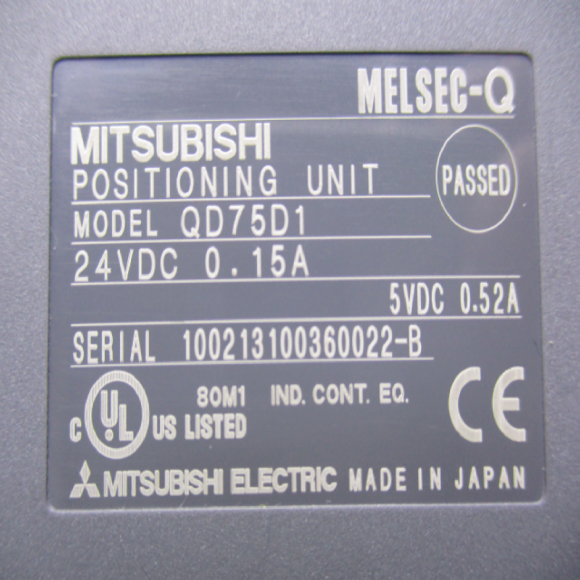 MELSEC-Q
MITSUBISHI
POSITIONING UNIT
PASSED
MODEL QD75D1
24VDC 0.15A
5VDC 0.52A
SERIAL 100213100360022-B
80M1 IND. CONT. EQ.
C UL US LISTED
CE
MITSUBISHI ELECTRIC MADE IN JAPAN